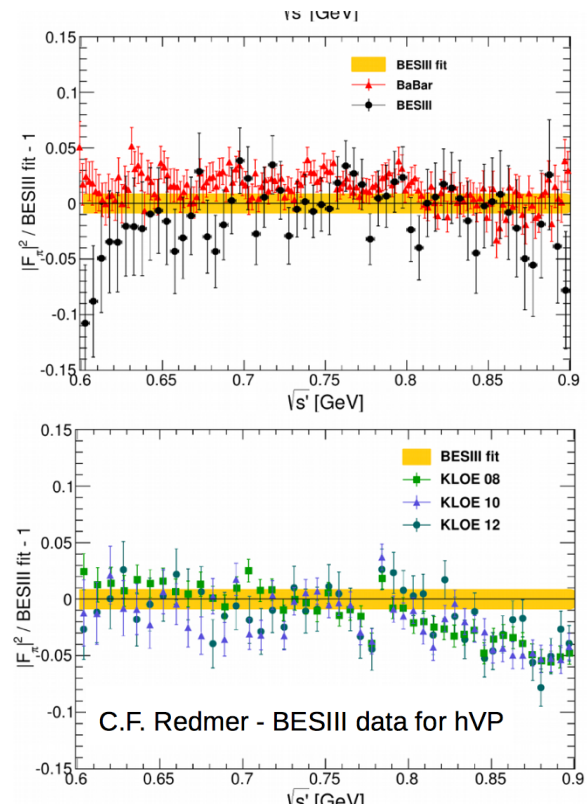 √s' [GeV]
|F_π|² / BESIII fit - 1
0.15
0.1
0.05
0
-0.05
-0.1
-0.15
BESIII fit
BaBar
BESIII
0.6 0.65 0.7 0.75 0.8 0.85 0.9
√s' [GeV]
|F_π|² / BESIII fit - 1
0.15
0.1
0.05
0
-0.05
-0.1
-0.15
BESIII fit
KLOE 08
KLOE 10
KLOE 12
C.F. Redmer - BESIII data for hVP
0.6 0.65 0.7 0.75 0.8 0.85 0.9
√s' [GeV]